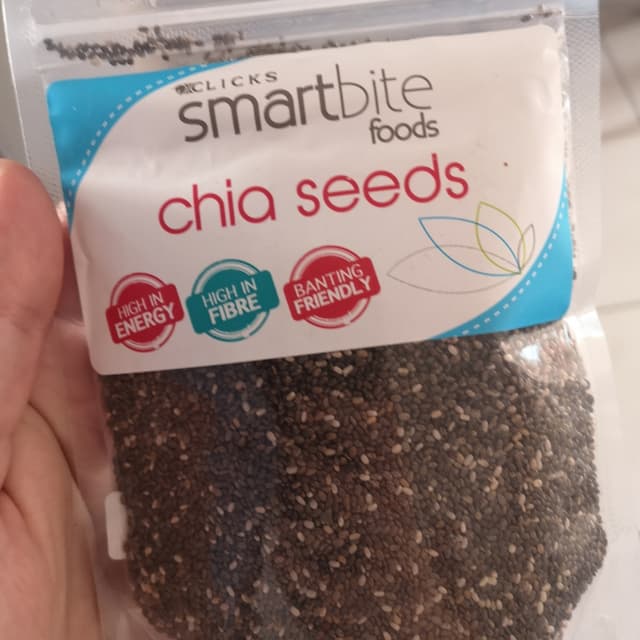 CLICKS
smartbite
foods
chia seeds
HIGH IN
ENERGY
HIGH IN
FIBRE
BANTING
FRIENDLY